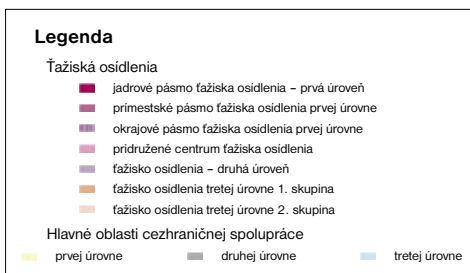 Legenda
Ťažiská osídlenia
jadrové pásmo ťažiska osídlenia – prvá úroveň
prímestské pásmo ťažiska osídlenia prvej úrovne
okrajové pásmo ťažiska osídlenia prvej úrovne
pridružené centrum ťažiska osídlenia
ťažisko osídlenia – druhá úroveň
ťažisko osídlenia tretej úrovne 1. skupina
ťažisko osídlenia tretej úrovne 2. skupina
Hlavné oblasti cezhraničnej spolupráce
prvej úrovne druhej úrovne tretej úrovne